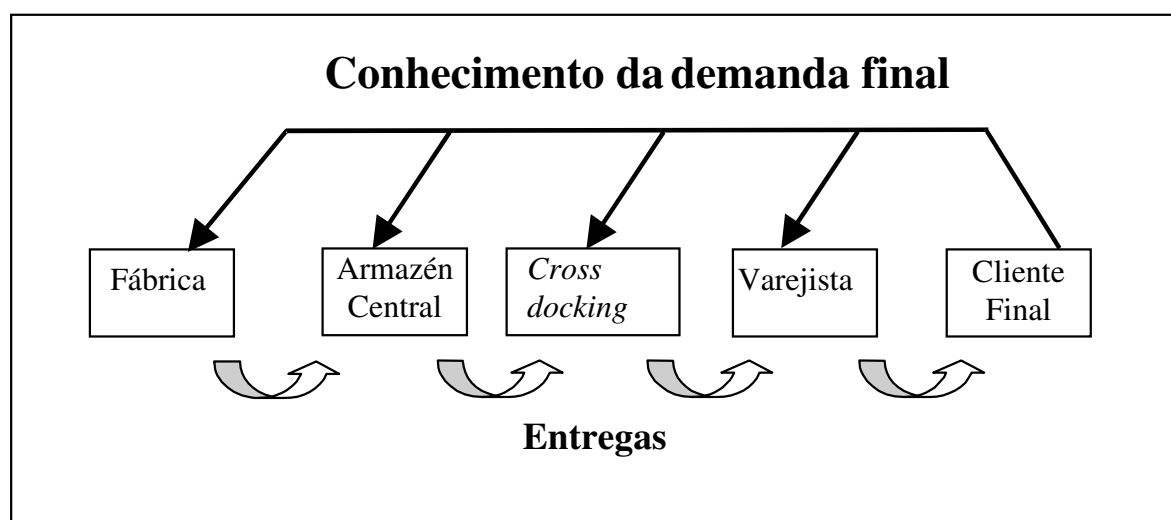 Conhecimento da demanda final
Fábrica
Armazén
Central
Cross
docking
Varejista
Cliente
Final
Entregas